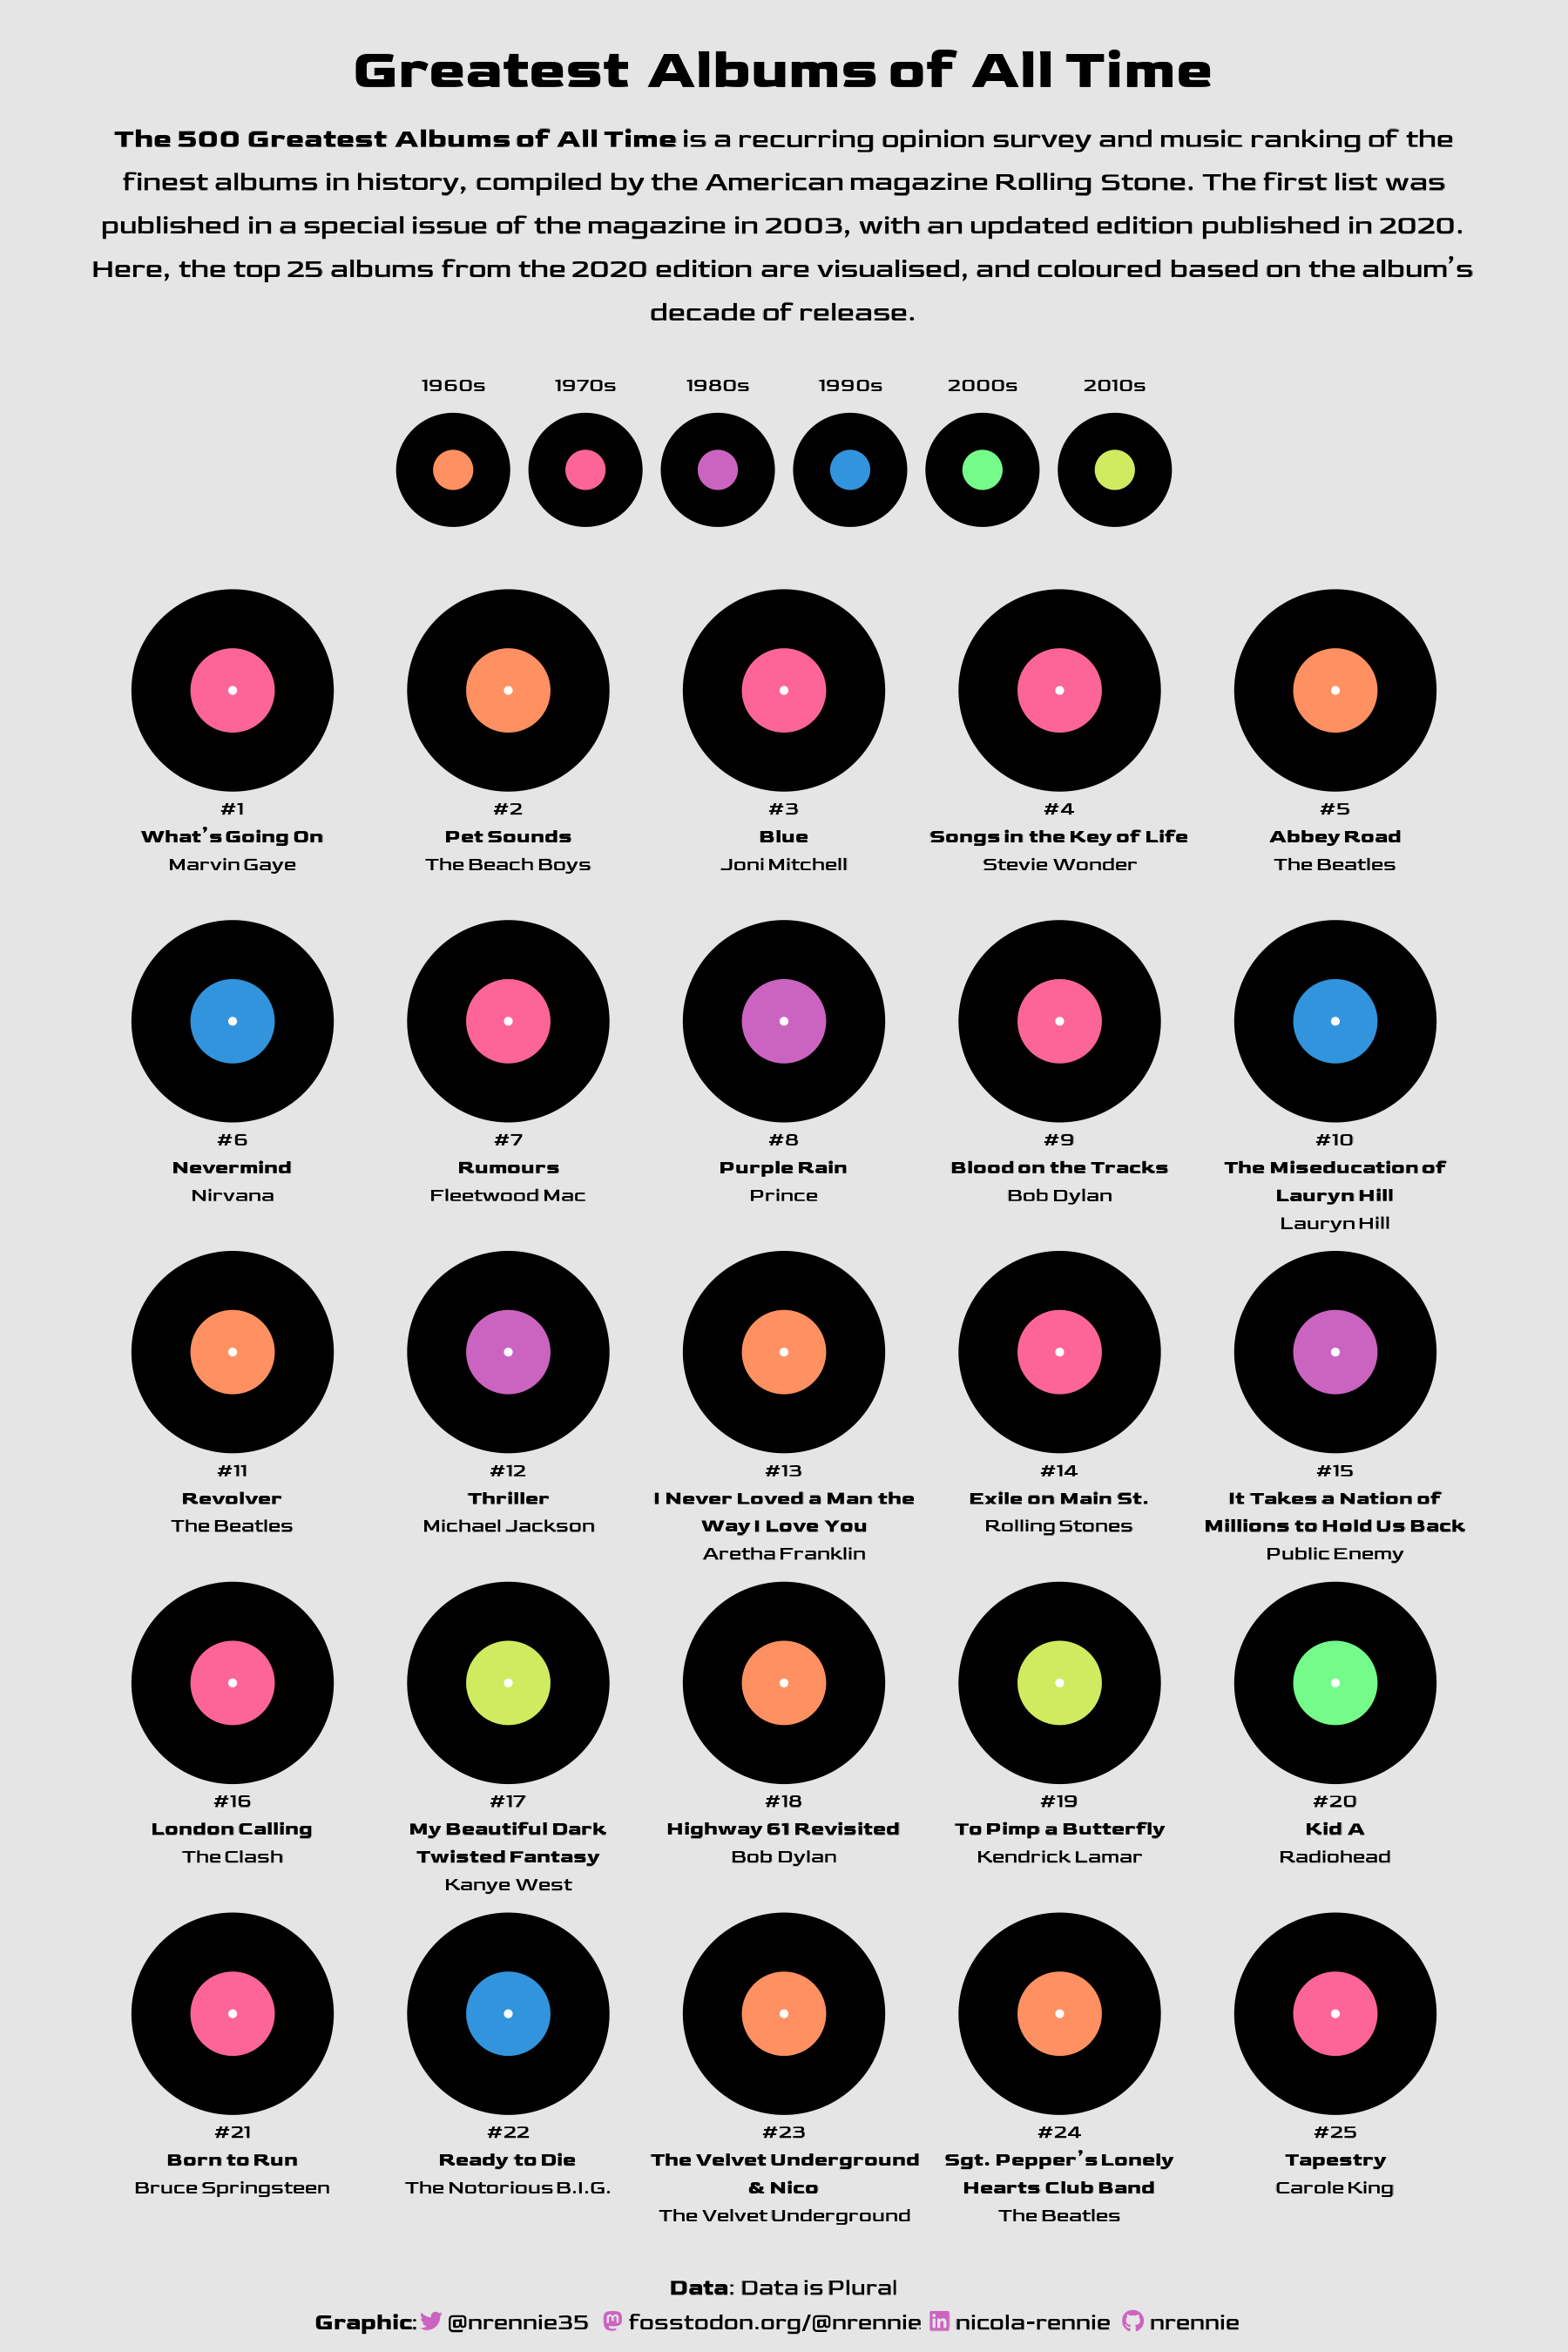 Greatest Albums of All Time
The 500 Greatest Albums of All Time is a recurring opinion survey and music ranking of the
finest albums in history, compiled by the American magazine Rolling Stone. The first list was
published in a special issue of the magazine in 2003, with an updated edition published in 2020.
Here, the top 25 albums from the 2020 edition are visualised, and coloured based on the album's
decade of release.
1960s 1970s 1980s 1990s 2000s 2010s
#1
What's Going On
Marvin Gaye
#2
Pet Sounds
The Beach Boys
#3
Blue
Joni Mitchell
#4
Songs in the Key of Life
Stevie Wonder
#5
Abbey Road
The Beatles
#6
Nevermind
Nirvana
#7
Rumours
Fleetwood Mac
#8
Purple Rain
Prince
#9
Blood on the Tracks
Bob Dylan
#10
The Miseducation of
Lauryn Hill
Lauryn Hill
#11
Revolver
The Beatles
#12
Thriller
Michael Jackson
#13
I Never Loved a Man the
Way I Love You
Aretha Franklin
#14
Exile on Main St.
Rolling Stones
#15
It Takes a Nation of
Millions to Hold Us Back
Public Enemy
#16
London Calling
The Clash
#17
My Beautiful Dark
Twisted Fantasy
Kanye West
#18
Highway 61 Revisited
Bob Dylan
#19
To Pimp a Butterfly
Kendrick Lamar
#20
Kid A
Radiohead
#21
Born to Run
Bruce Springsteen
#22
Ready to Die
The Notorious B.I.G.
#23
The Velvet Underground
& Nico
The Velvet Underground
#24
Sgt. Pepper's Lonely
Hearts Club Band
The Beatles
#25
Tapestry
Carole King
Data: Data is Plural
Graphic: @nrennie35 fosstodon.org/@nrennie nicola-rennie nrennie